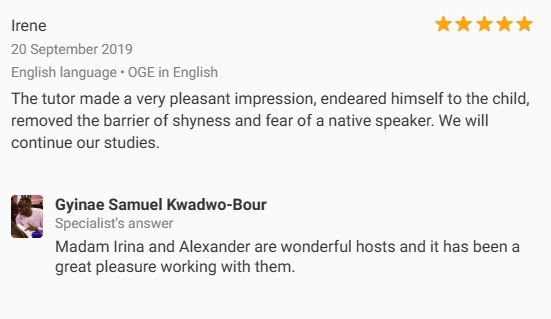 Irene
20 September 2019
English language • OGE in English
The tutor made a very pleasant impression, endeared himself to the child,
removed the barrier of shyness and fear of a native speaker. We will
continue our studies.
Gyinae Samuel Kwadwo-Bour
Specialist's answer
Madam Irina and Alexander are wonderful hosts and it has been a
great pleasure working with them.